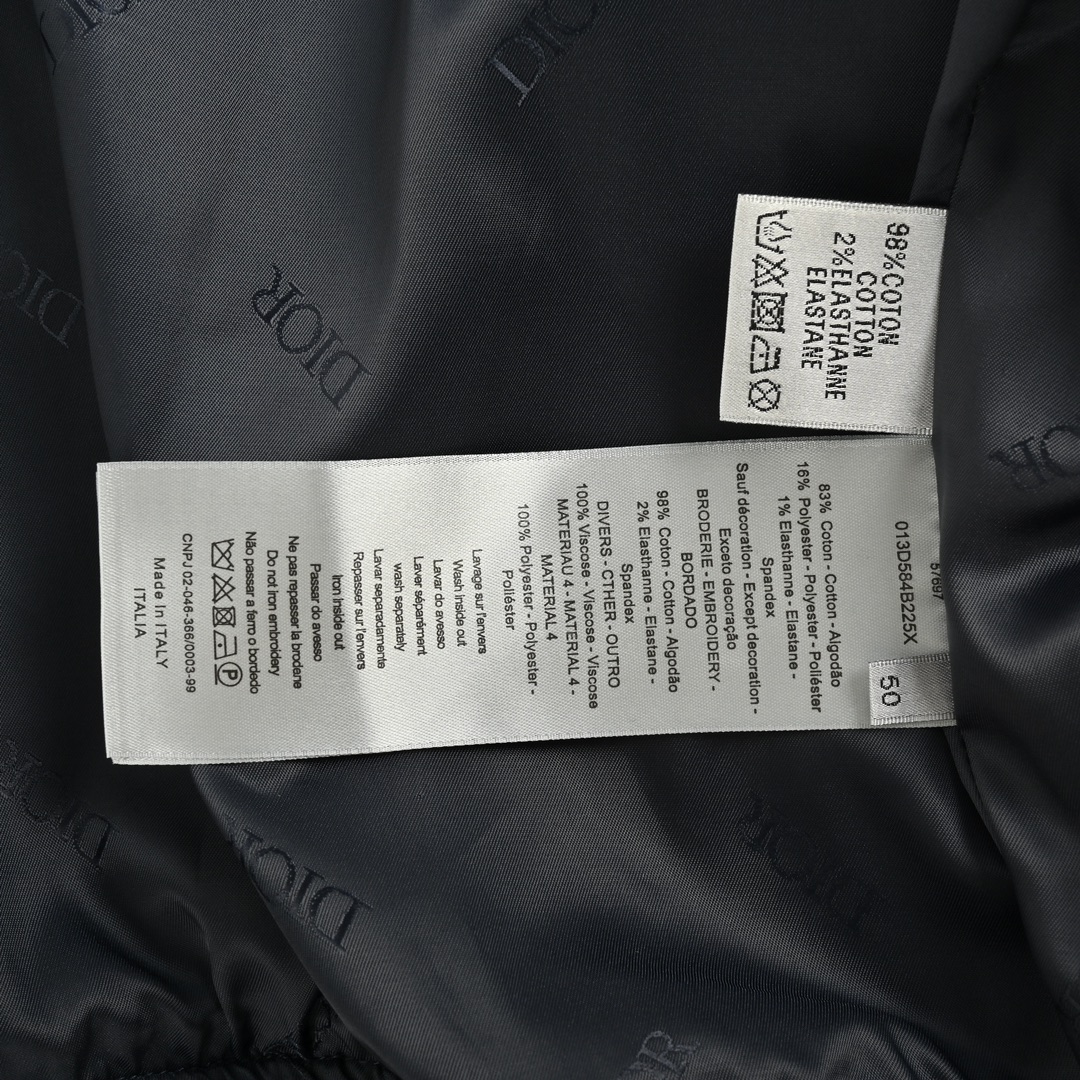 DIOR
DIOR
DIOR
DIOR
98%COTON
COTTON
2%ELASTHANNE
ELASTANE
57697
013D584B225X
50
83% Coton - Cotton - Algodão
16% Polyester - Polyester - Poliéster
1% Elasthanne - Elastane -
Spandex
Sauf décoration - Except decoration -
Exceto decoração
BRODERIE - EMBROIDERY -
BORDADO
98% Coton - Cotton - Algodão
2% Elasthanne - Elastane -
Spandex
DIVERS - CTHER - OUTRO
100% Viscose - Viscose - Viscose
MATERIAU 4 - MATERIAL 4 -
MATERIAL 4
100% Polyester - Polyester -
Poliéster
Lavage sur l'envers
Wash Inside out
Lavar do avesso
Laver séparément
wash separately
Lavar separadamente
Repasser sur l'envers
Iron Inside out
Passar do avesso
Ne pas repasser la broderie
Do not iron embroidery
Não passar a ferro o bordedo
P
CNPJ 02-046-366/0003-99
Made In ITALY
ITALIA